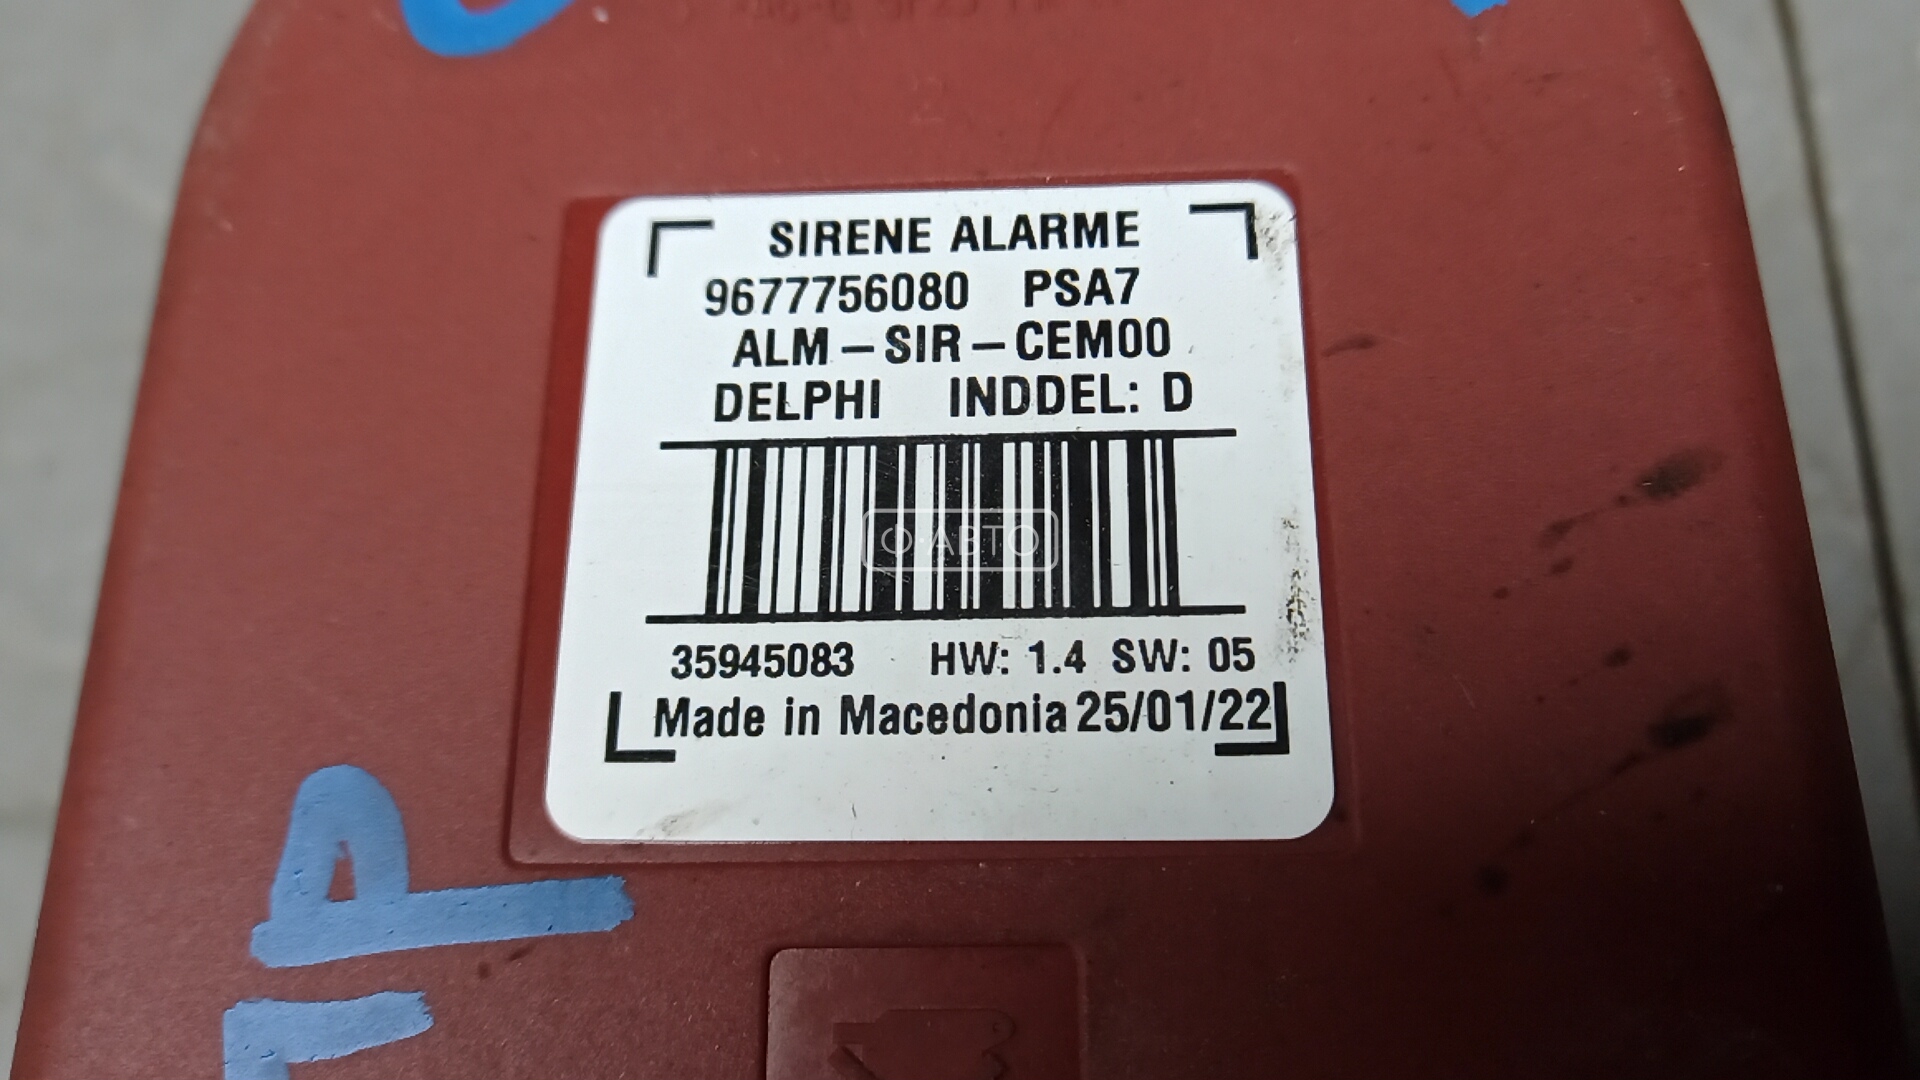 SIRENE ALARME
9677756080 PSA7
ALM-SIR-CEM00
DELPHI INDDEL: D
ABTO
35945083 HW: 1.4 SW: 05
Made in Macedonia 25/01/22